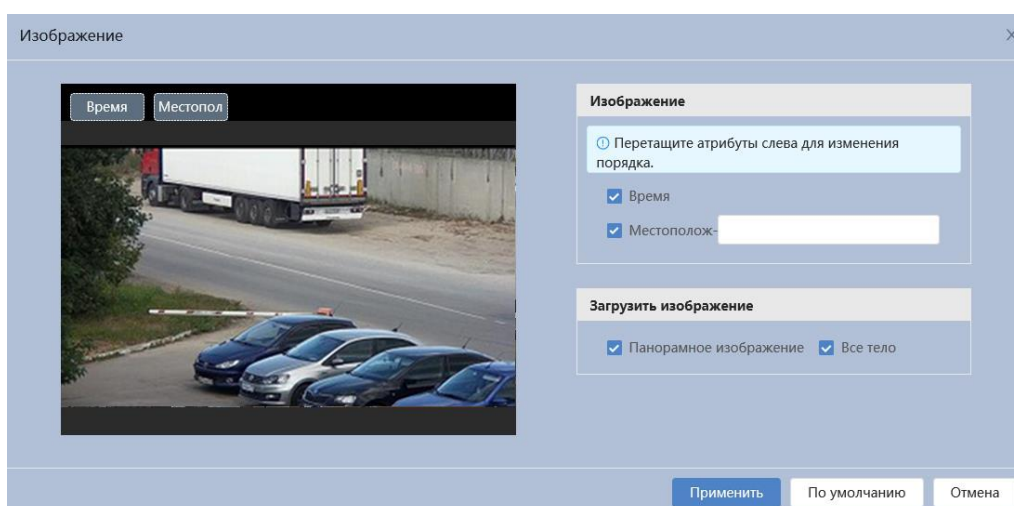 Изображение
Время Местопол
Изображение
Перетащите атрибуты слева для изменения
порядка.
Время
Местополож-
Загрузить изображение
Панорамное изображение Все тело
Применить По умолчанию Отмена